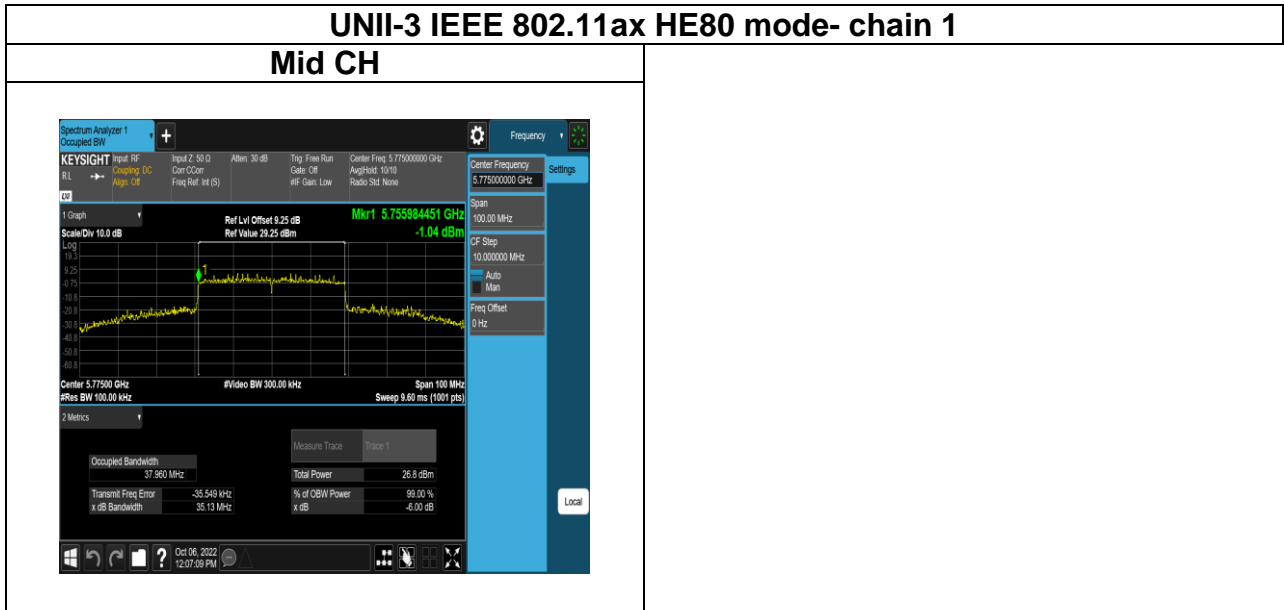 UNII-3 IEEE 802.11ax HE80 mode- chain 1
Mid CH
Spectrum Analyzer 1
Occupied BW
+
Frequency
KEYSIGHT
R L
Input: RF
Coupling: DC
Align: Off
Input Z: 50 Ω
Corr CCorr
Freq Ref: Int (S)
Atten: 30 dB
Trig: Free Run
Gate: Off
#IF Gain: Low
Center Freq: 5.775000000 GHz
Avg|Hold: 10/10
Radio Std: None
Center Frequency
5.775000000 GHz
Settings
Span
100.00 MHz
CF Step
10.000000 MHz
Auto
Man
Freq Offset
0 Hz
1 Graph
Scale/Div 10.0 dB
Ref Lvl Offset 9.25 dB
Ref Value 29.25 dBm
Mkr1 5.755984451 GHz
-1.04 dBm
Log
19.3
9.25
-0.75
-10.8
-20.8
-30.8
-40.8
-50.8
-60.8
1
Center 5.77500 GHz
#Res BW 100.00 kHz
#Video BW 300.00 kHz
Span 100 MHz
Sweep 9.60 ms (1001 pts)
2 Metrics
Measure Trace
Trace 1
Occupied Bandwidth
37.960 MHz
Total Power
26.8 dBm
Transmit Freq Error
-35.549 kHz
% of OBW Power
99.00 %
x dB Bandwidth
35.13 MHz
x dB
-6.00 dB
Local
?
Oct 06, 2022
12:07:09 PM